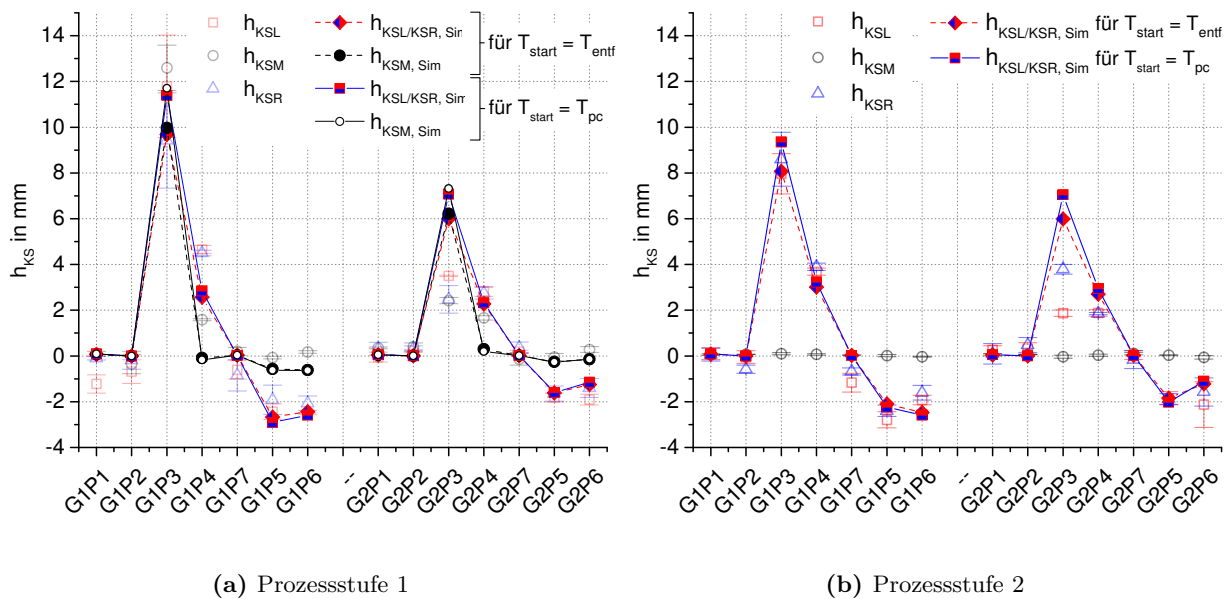 h_KSL
h_KSM
h_KSR
h_KSL/KSR, Sim
h_KSM, Sim
für T_start = T_entf
h_KSL/KSR, Sim
h_KSM, Sim
für T_start = T_pc
h_KS in mm
14
12
10
8
6
4
2
0
-2
-4
G1P1
G1P2
G1P3
G1P4
G1P7
G1P5
G1P6
--
G2P1
G2P2
G2P3
G2P4
G2P7
G2P5
G2P6
(a) Prozessstufe 1
h_KSL
h_KSM
h_KSR
h_KSL/KSR, Sim für T_start = T_entf
h_KSL/KSR, Sim für T_start = T_pc
h_KS in mm
14
12
10
8
6
4
2
0
-2
-4
G1P1
G1P2
G1P3
G1P4
G1P7
G1P5
G1P6
--
G2P1
G2P2
G2P3
G2P4
G2P7
G2P5
G2P6
(b) Prozessstufe 2